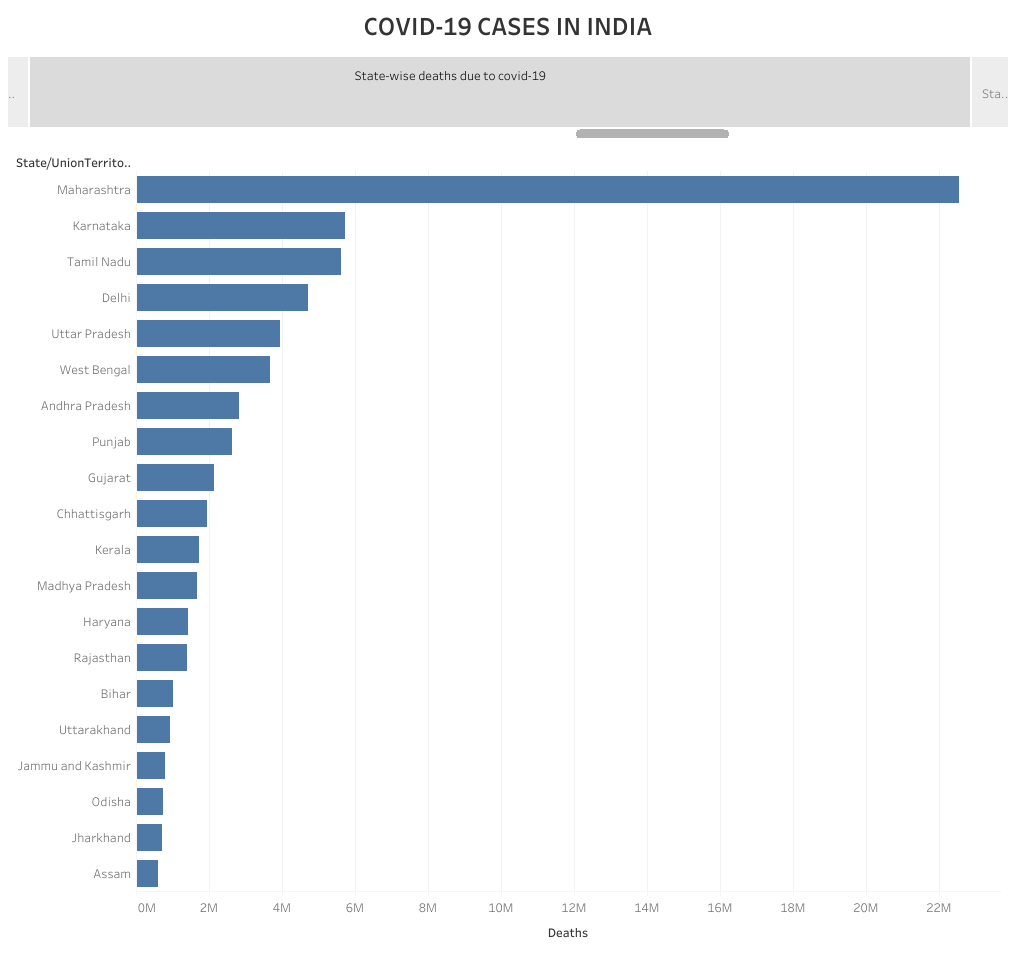 COVID-19 CASES IN INDIA
..
State-wise deaths due to covid-19
Sta..
State/UnionTerrito..
Maharashtra
Karnataka
Tamil Nadu
Delhi
Uttar Pradesh
West Bengal
Andhra Pradesh
Punjab
Gujarat
Chhattisgarh
Kerala
Madhya Pradesh
Haryana
Rajasthan
Bihar
Uttarakhand
Jammu and Kashmir
Odisha
Jharkhand
Assam
0M 2M 4M 6M 8M 10M 12M 14M 16M 18M 20M 22M
Deaths